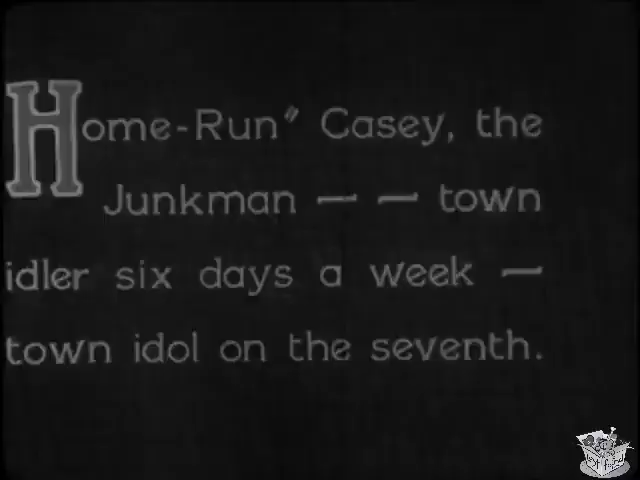 Home-Run" Casey, the
Junkman — — town
idler six days a week —
town idol on the seventh.